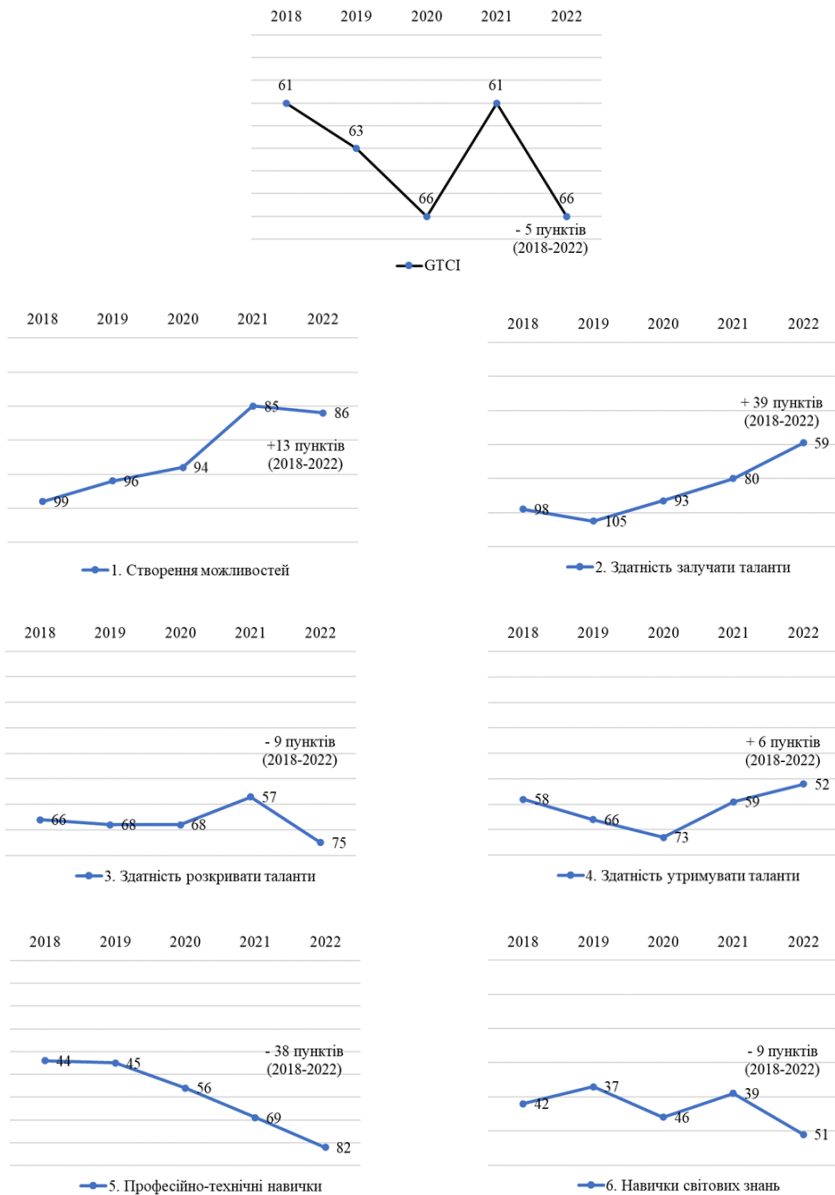 2018 2019 2020 2021 2022
61
63
66
61
66
- 5 пунктів
(2018-2022)
GTCI
2018 2019 2020 2021 2022
99
96
94
85
86
+13 пунктів
(2018-2022)
1. Створення можливостей
2018 2019 2020 2021 2022
98
105
93
80
59
+ 39 пунктів
(2018-2022)
2. Здатність залучати таланти
2018 2019 2020 2021 2022
66
68
68
57
75
- 9 пунктів
(2018-2022)
3. Здатність розкривати таланти
2018 2019 2020 2021 2022
58
66
73
59
52
+ 6 пунктів
(2018-2022)
4. Здатність утримувати таланти
2018 2019 2020 2021 2022
44
45
56
69
82
- 38 пунктів
(2018-2022)
5. Професійно-технічні навички
2018 2019 2020 2021 2022
42
37
46
39
51
- 9 пунктів
(2018-2022)
6. Навички світових знань